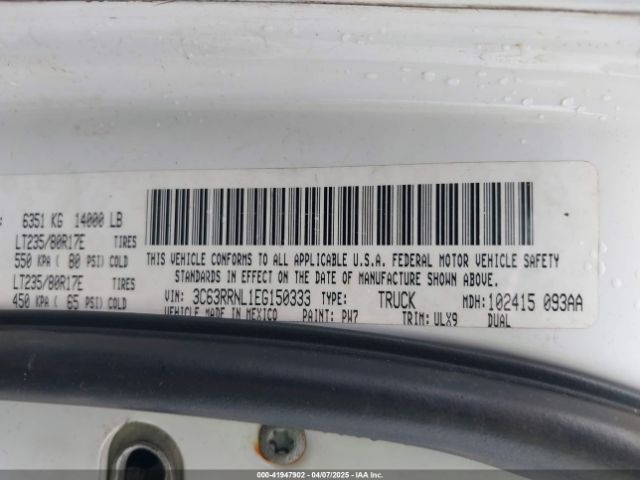 6351 KG 14000 LB
LT235/80R17E TIRES
550 KPA ( 80 PSI) COLD
LT235/80R17E TIRES
450 KPA ( 65 PSI) COLD
THIS VEHICLE CONFORMS TO ALL APPLICABLE U.S.A. FEDERAL MOTOR VEHICLE SAFETY
STANDARDS IN EFFECT ON THE DATE OF MANUFACTURE SHOWN ABOVE.
VIN: 3C63RRNL1EG150333 TYPE: TRUCK MDH: 102415 093AA
VEHICLE MADE IN MEXICO PAINT: PW7 TRIM: ULX9 DUAL
000-41947902 | 04/07/2025 - IAAI.COM